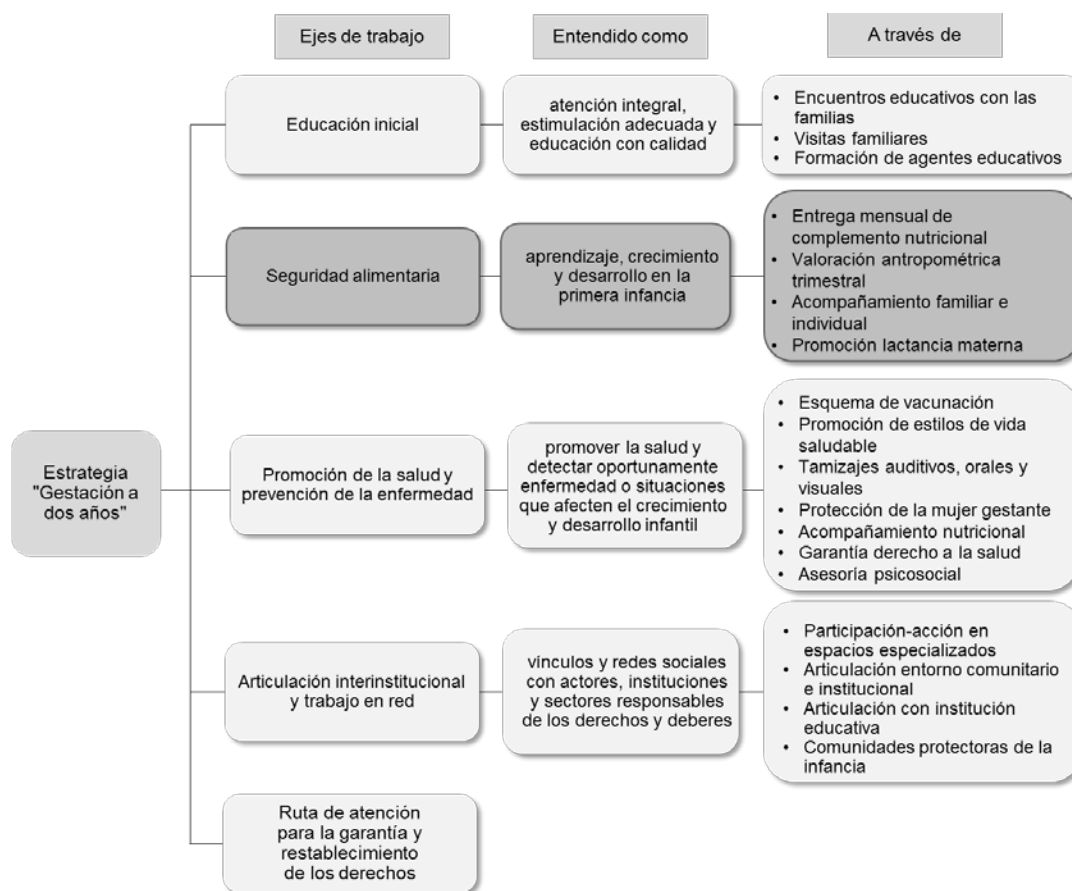 Ejes de trabajo
Entendido como
A través de
Educación inicial
atención integral,
estimulación adecuada y
educación con calidad
• Encuentros educativos con las
familias
• Visitas familiares
• Formación de agentes educativos
Seguridad alimentaria
aprendizaje, crecimiento
y desarrollo en la
primera infancia
• Entrega mensual de
complemento nutricional
• Valoración antropométrica
trimestral
• Acompañamiento familiar e
individual
• Promoción lactancia materna
Estrategia
"Gestación a
dos años"
Promoción de la salud y
prevención de la enfermedad
promover la salud y
detectar oportunamente
enfermedad o situaciones
que afecten el crecimiento
y desarrollo infantil
• Esquema de vacunación
• Promoción de estilos de vida
saludable
• Tamizajes auditivos, orales y
visuales
• Protección de la mujer gestante
• Acompañamiento nutricional
• Garantía derecho a la salud
• Asesoría psicosocial
Articulación interinstitucional
y trabajo en red
vínculos y redes sociales
con actores, instituciones
y sectores responsables
de los derechos y deberes
• Participación-acción en
espacios especializados
• Articulación entorno comunitario
e institucional
• Articulación con institución
educativa
• Comunidades protectoras de la
infancia
Ruta de atención
para la garantía y
restablecimiento
de los derechos